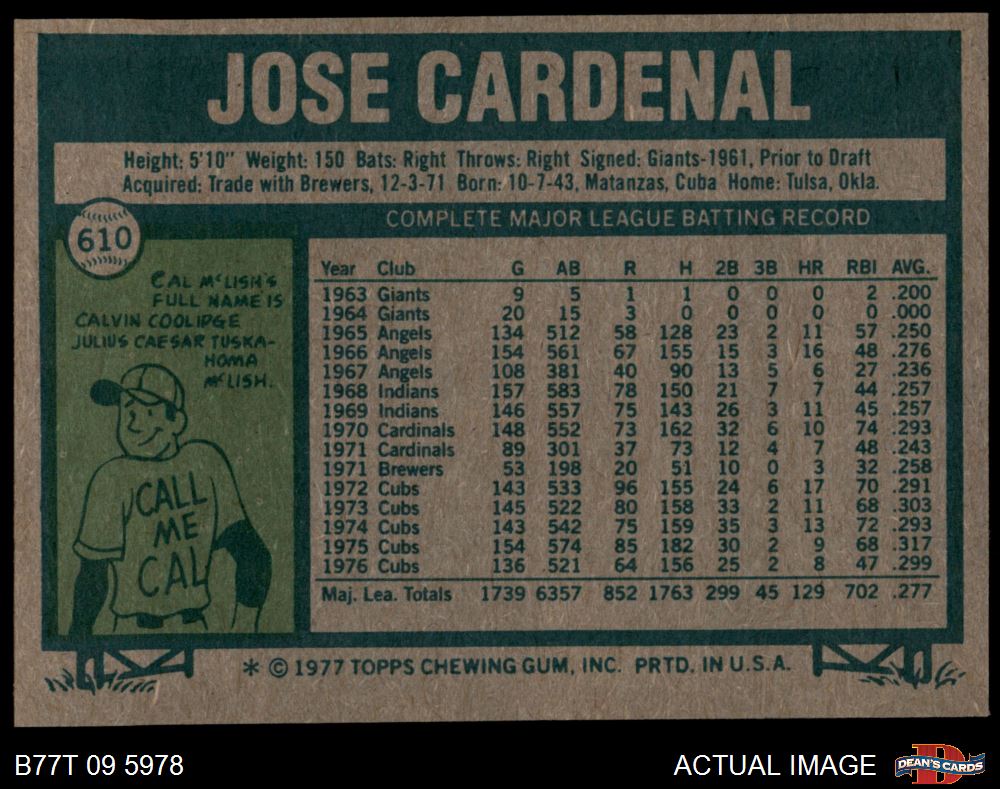 JOSE CARDENAL
Height: 5'10" Weight: 150 Bats: Right Throws: Right Signed: Giants-1961, Prior to Draft
Acquired: Trade with Brewers, 12-3-71 Born: 10-7-43, Matanzas, Cuba Home: Tulsa, Okla.
610
CAL McLISH'S
FULL NAME IS
CALVIN COOLIDGE
JULIUS CAESAR TUSKA-
HOMA
McLISH.
CALL
ME
CAL
COMPLETE MAJOR LEAGUE BATTING RECORD
Year Club G AB R H 2B 3B HR RBI AVG.
1963 Giants 9 5 1 1 0 0 0 2 .200
1964 Giants 20 15 3 0 0 0 0 0 .000
1965 Angels 134 512 58 128 23 2 11 57 .250
1966 Angels 154 561 67 155 15 3 16 48 .276
1967 Angels 108 381 40 90 13 5 6 27 .236
1968 Indians 157 583 78 150 21 7 7 44 .257
1969 Indians 146 557 75 143 26 3 11 45 .257
1970 Cardinals 148 552 73 162 32 6 10 74 .293
1971 Cardinals 89 301 37 73 12 4 7 48 .243
1971 Brewers 53 198 20 51 10 0 3 32 .258
1972 Cubs 143 533 96 155 24 6 17 70 .291
1973 Cubs 145 522 80 158 33 2 11 68 .303
1974 Cubs 143 542 75 159 35 3 13 72 .293
1975 Cubs 154 574 85 182 30 2 9 68 .317
1976 Cubs 136 521 64 156 25 2 8 47 .299
Maj. Lea. Totals 1739 6357 852 1763 299 45 129 702 .277
* © 1977 TOPPS CHEWING GUM, INC. PRTD. IN U.S.A.
B77T 09 5978
ACTUAL IMAGE
DEAN'S CARDS